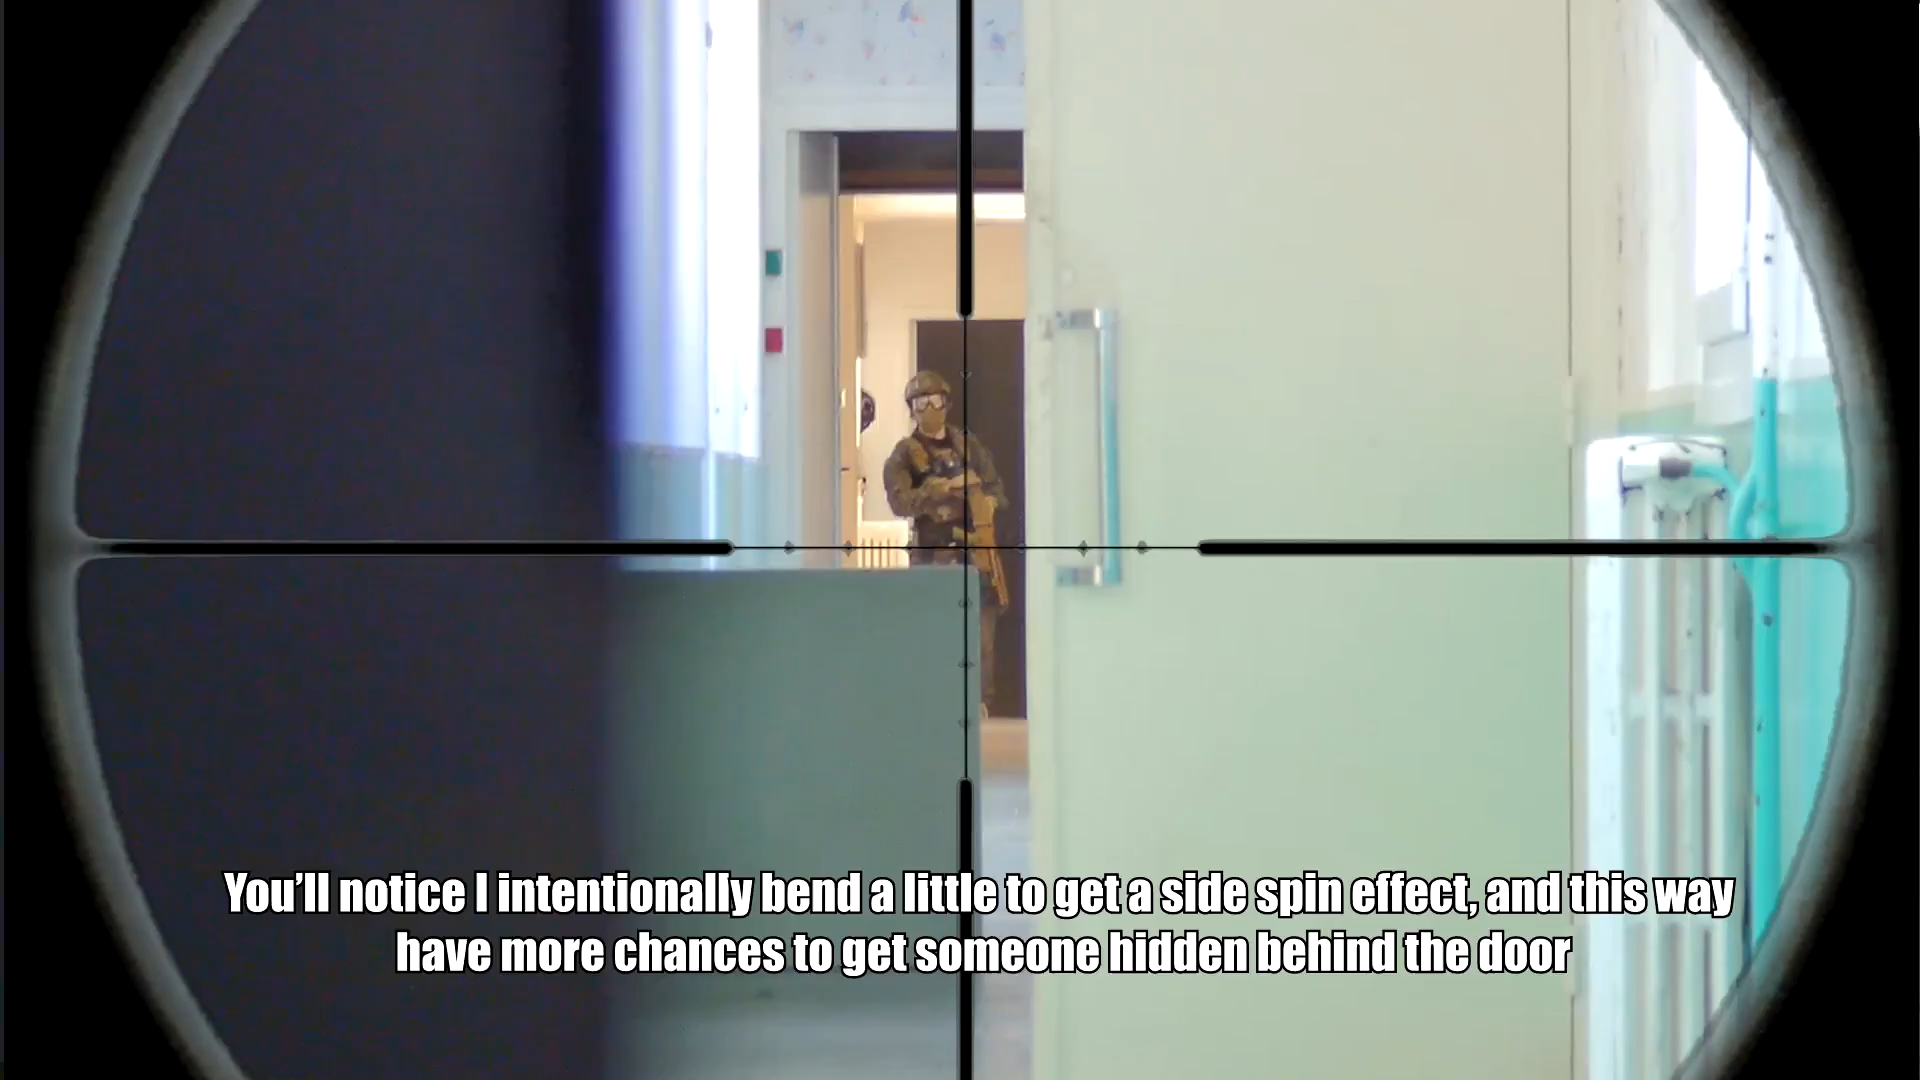 You’ll notice I intentionally bend a little to get a side spin effect, and this way
have more chances to get someone hidden behind the door